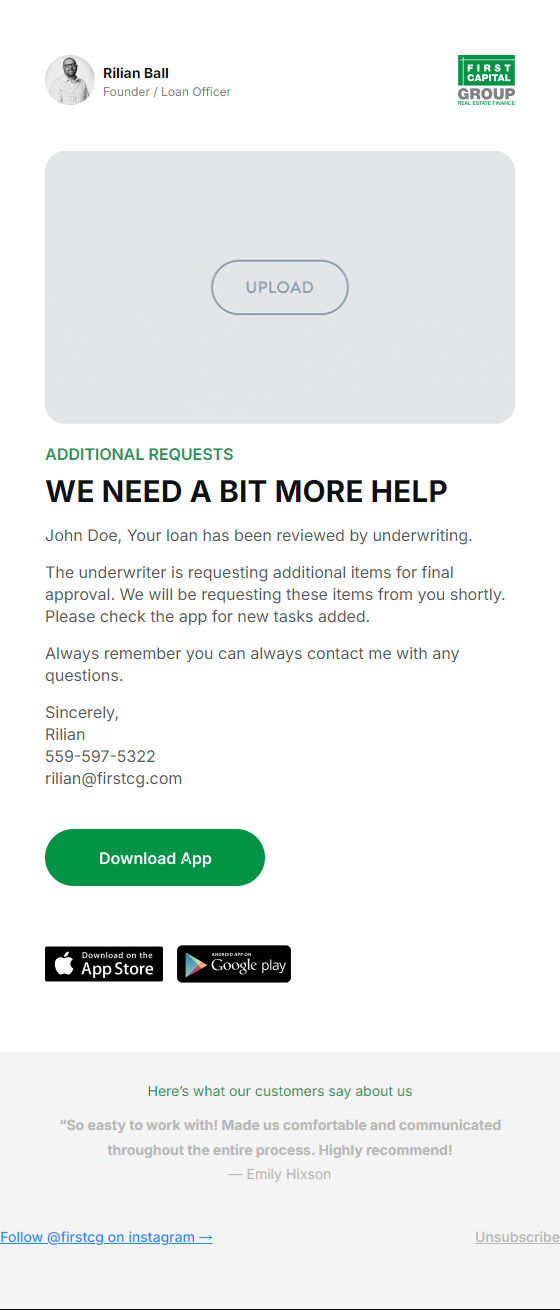 Rilian Ball
Founder / Loan Officer
FIRST
CAPITAL
GROUP
REAL ESTATE FINANCE
UPLOAD
ADDITIONAL REQUESTS
WE NEED A BIT MORE HELP
John Doe, Your loan has been reviewed by underwriting.
The underwriter is requesting additional items for final
approval. We will be requesting these items from you shortly.
Please check the app for new tasks added.
Always remember you can always contact me with any
questions.
Sincerely,
Rilian
559-597-5322
rilian@firstcg.com
Download App
Download on the
App Store
ANDROID APP ON
Google play
Here’s what our customers say about us
“So easty to work with! Made us comfortable and communicated
throughout the entire process. Highly recommend!
— Emily Hixson
Follow @firstcg on instagram →
Unsubscribe